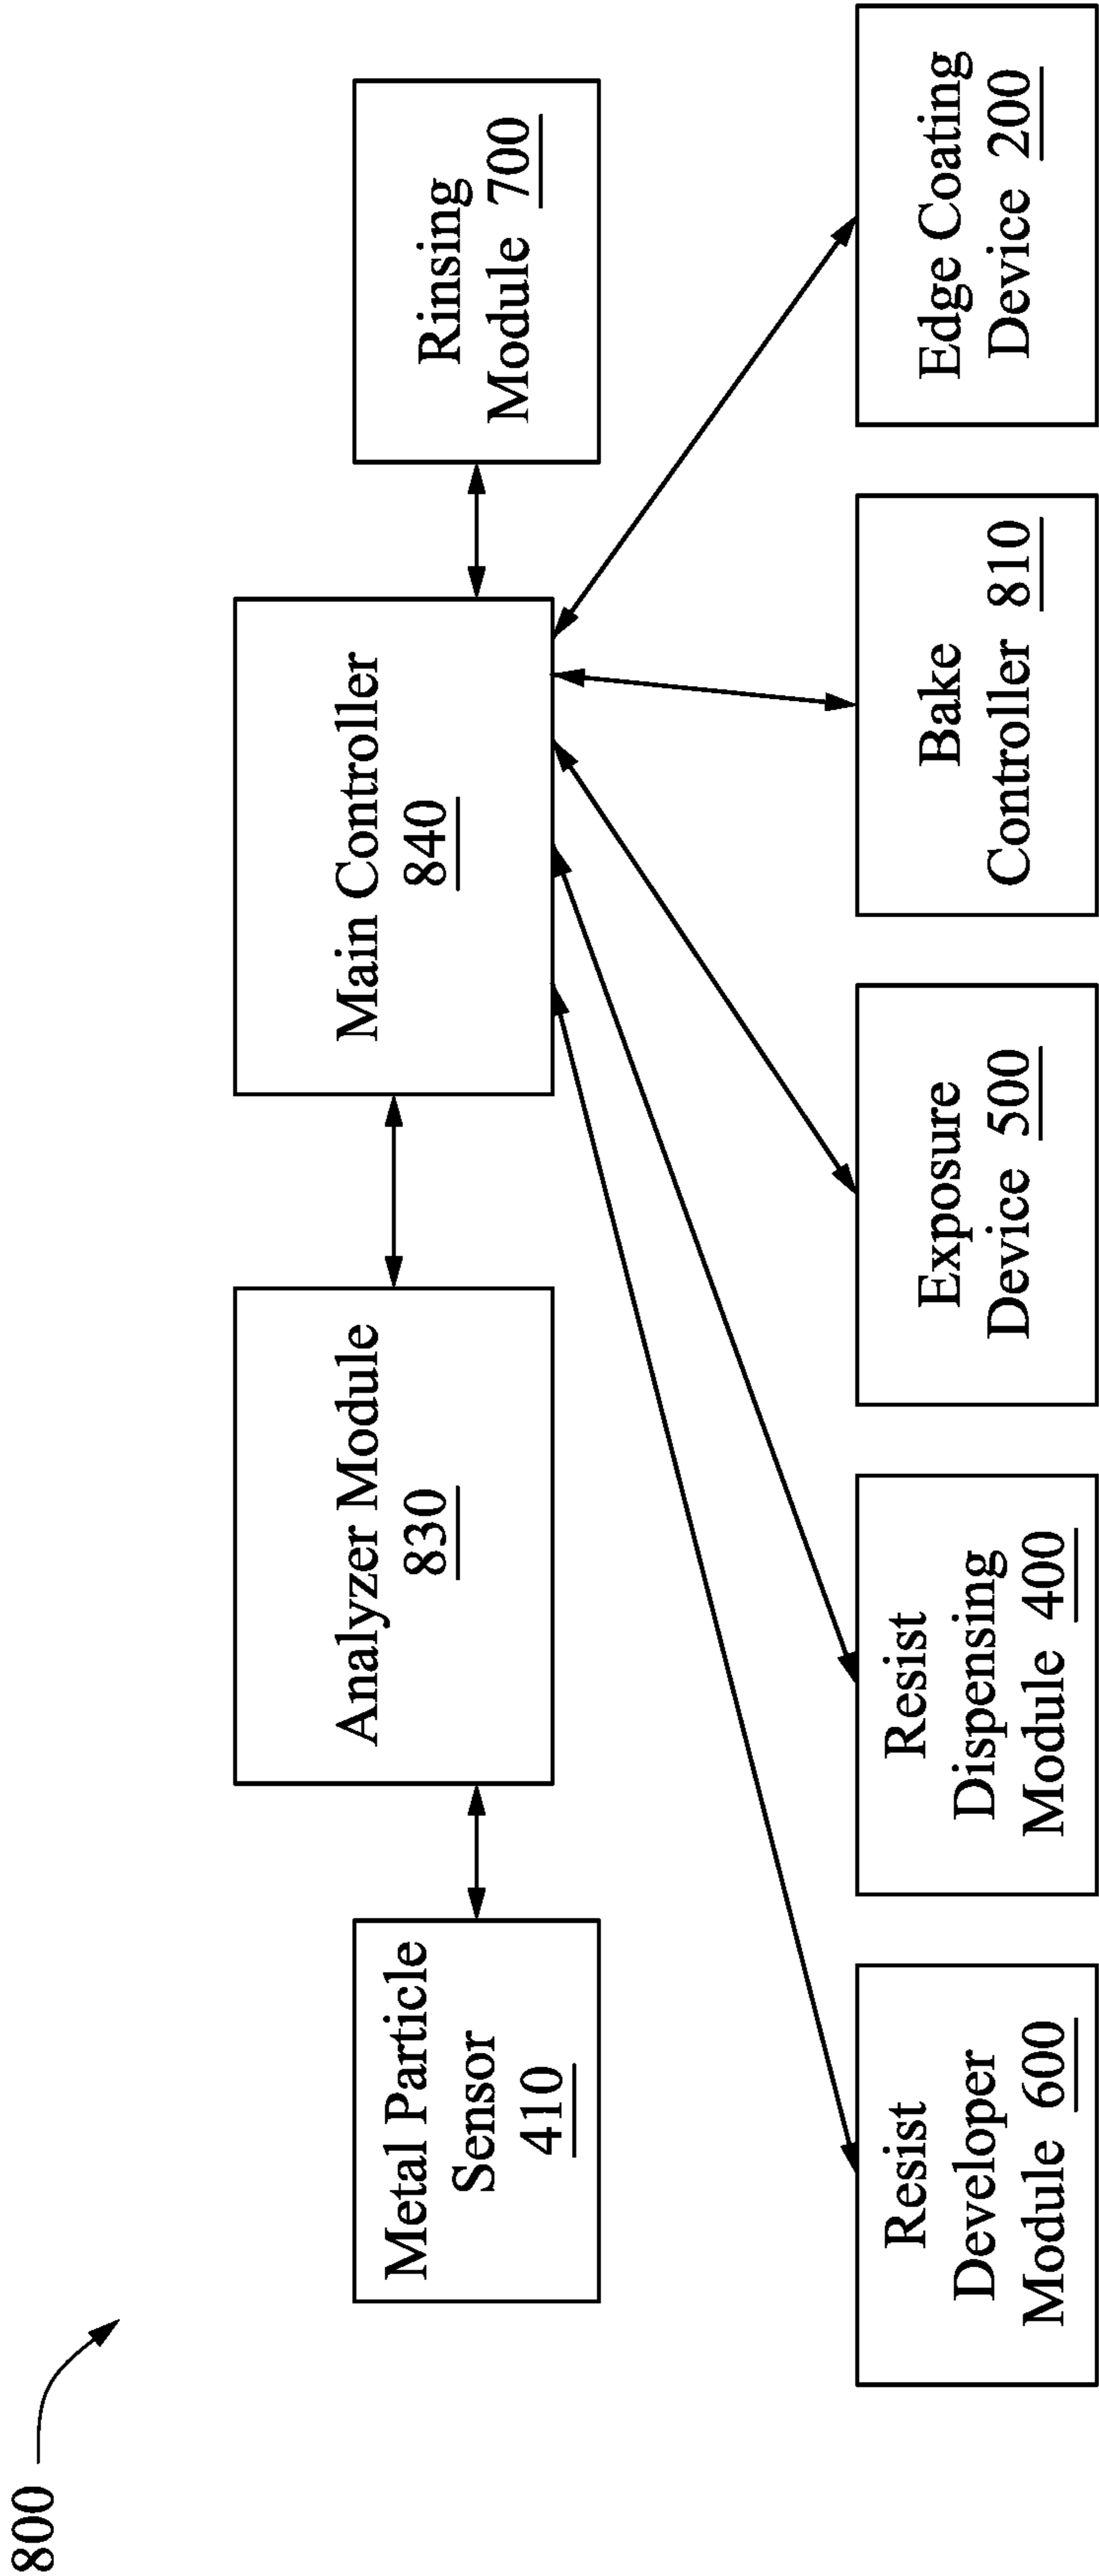 800
Metal Particle
Sensor
410
Analyzer Module
830
Main Controller
840
Rinsing
Module 700
Resist
Developer
Module 600
Resist
Dispensing
Module 400
Exposure
Device 500
Bake
Controller 810
Edge Coating
Device 200